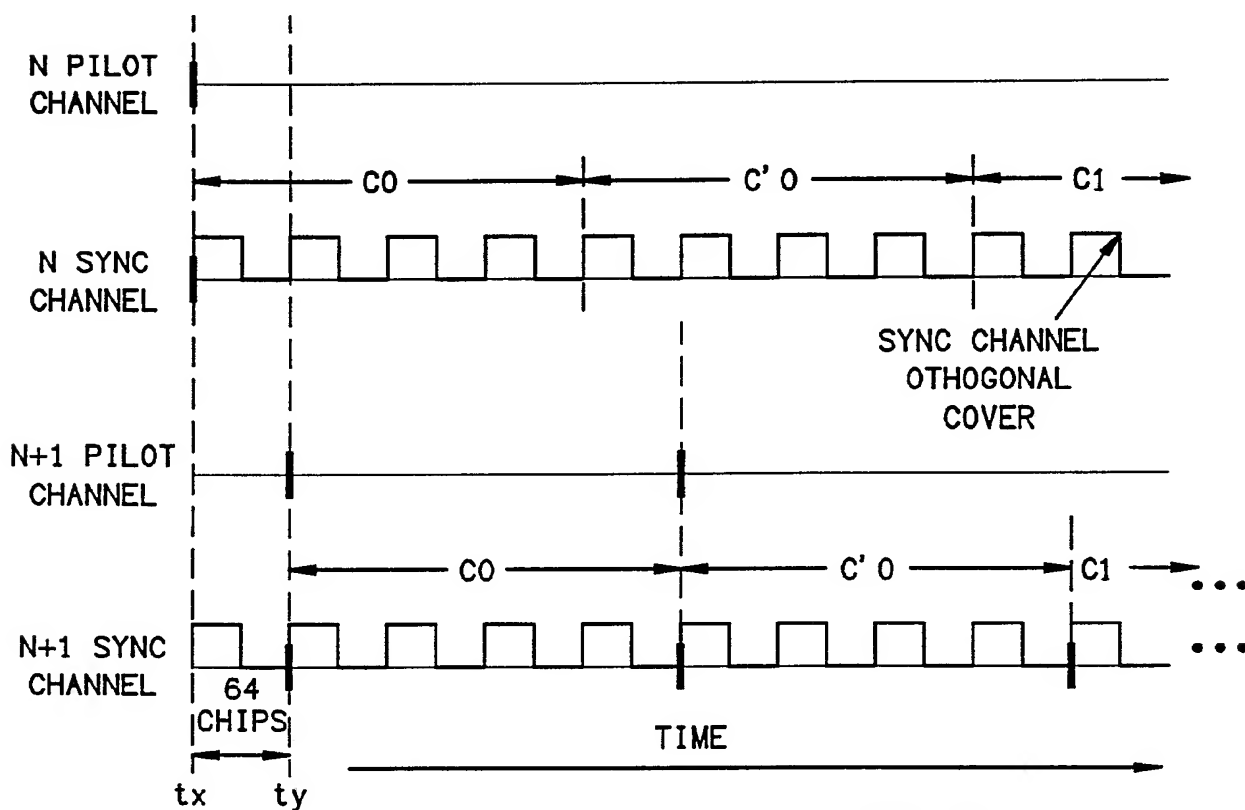 N PILOT
CHANNEL
C0 C'0 C1
N SYNC
CHANNEL
SYNC CHANNEL
OTHOGONAL
COVER
N+1 PILOT
CHANNEL
C0 C'0 C1
N+1 SYNC
CHANNEL
64
CHIPS
TIME
tx ty